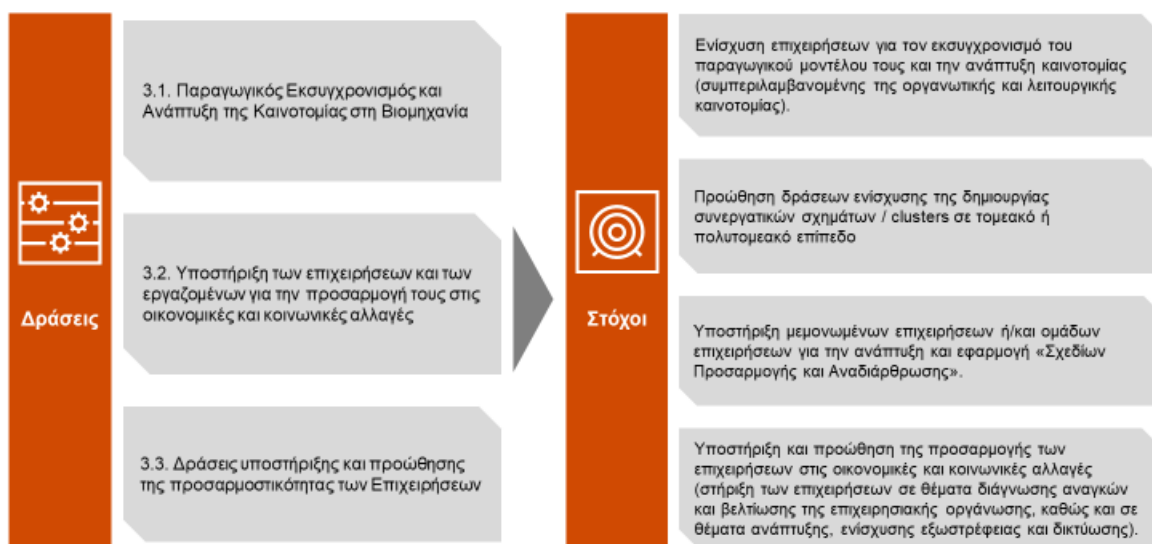 Δράσεις
3.1. Παραγωγικός Εκσυγχρονισμός και
Ανάπτυξη της Καινοτομίας στη Βιομηχανία
3.2. Υποστήριξη των επιχειρήσεων και των
εργαζομένων για την προσαρμογή τους στις
οικονομικές και κοινωνικές αλλαγές
3.3. Δράσεις υποστήριξης και προώθησης
της προσαρμοστικότητας των Επιχειρήσεων
Στόχοι
Ενίσχυση επιχειρήσεων για τον εκσυγχρονισμό του
παραγωγικού μοντέλου τους και την ανάπτυξη καινοτομίας
(συμπεριλαμβανομένης της οργανωτικής και λειτουργικής
καινοτομίας).
Προώθηση δράσεων ενίσχυσης της δημιουργίας
συνεργατικών σχημάτων / clusters σε τομεακό ή
πολυτομεακό επίπεδο
Υποστήριξη μεμονωμένων επιχειρήσεων ή/και ομάδων
επιχειρήσεων για την ανάπτυξη και εφαρμογή «Σχεδίων
Προσαρμογής και Αναδιάρθρωσης».
Υποστήριξη και προώθηση της προσαρμογής των
επιχειρήσεων στις οικονομικές και κοινωνικές αλλαγές
(στήριξη των επιχειρήσεων σε θέματα διάγνωσης αναγκών
και βελτίωσης της επιχειρησιακής οργάνωσης, καθώς και σε
θέματα ανάπτυξης, ενίσχυσης εξωστρέφειας και δικτύωσης).